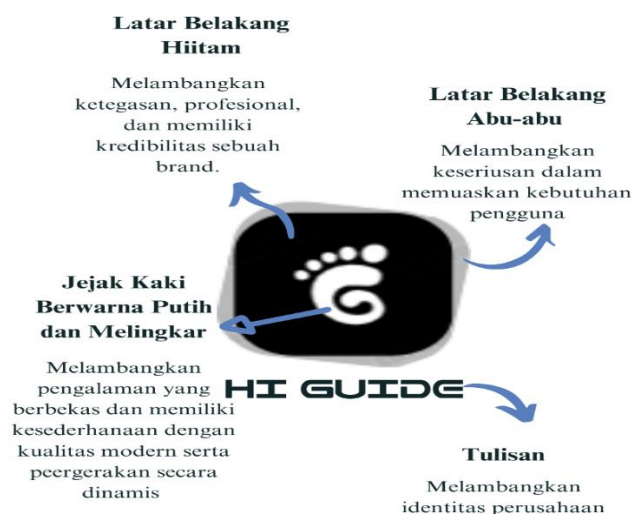 Latar Belakang
Hiitam
Melambangkan
ketegasan, profesional,
dan memiliki
kredibilitas sebuah
brand.
Latar Belakang
Abu-abu
Melambangkan
keseriusan dalam
memuaskan kebutuhan
pengguna
Jejak Kaki
Berwarna Putih
dan Melingkar
Melambangkan
pengalaman yang
berbekas dan memiliki
kesederhanaan dengan
kualitas modern serta
peergerakan secara
dinamis
HI GUIDE
Tulisan
Melambangkan
identitas perusahaan